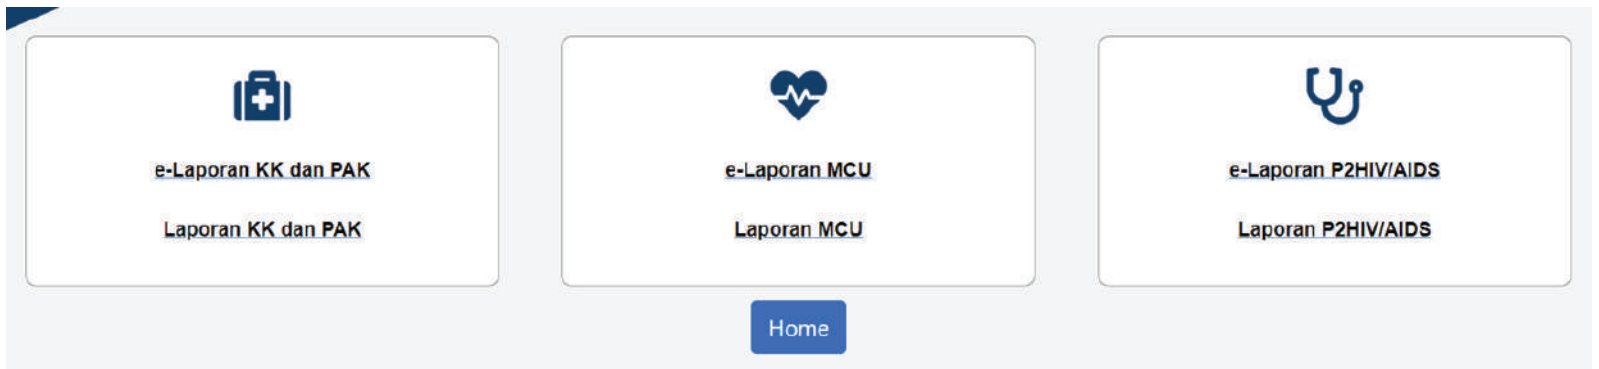 e-Laporan KK dan PAK
Laporan KK dan PAK
e-Laporan MCU
Laporan MCU
e-Laporan P2HIV/AIDS
Laporan P2HIV/AIDS
Home